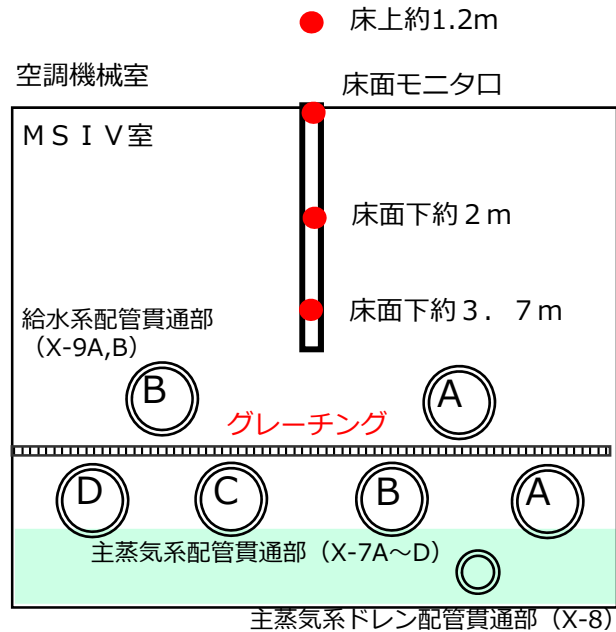 床上約1.2m
空調機械室
床面モニタ口
ＭＳＩＶ室
床面下約２ｍ
床面下約３．７ｍ
給水系配管貫通部
（X-9A,B）
B
A
グレーチング
D
C
B
A
主蒸気系配管貫通部（X-7A～D）
主蒸気系ドレン配管貫通部（X-8）